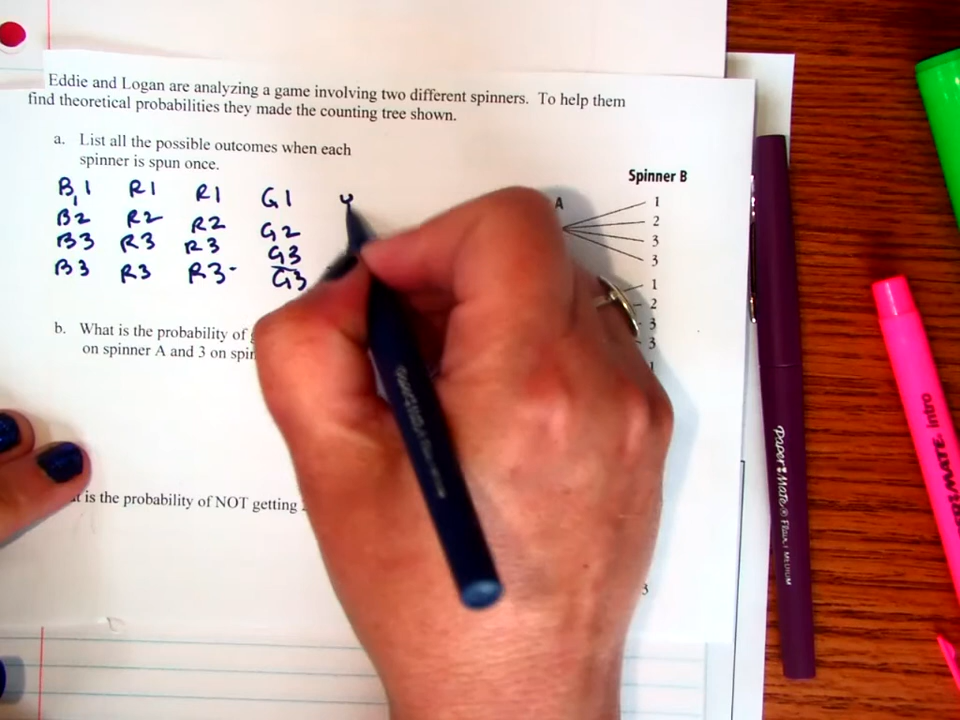 Eddie and Logan are analyzing a game involving two different spinners. To help them
find theoretical probabilities they made the counting tree shown.
a. List all the possible outcomes when each
spinner is spun once.
B,1 R1 R1 G1
B2 R2 R2 G2
B3 R3 R3 G3
B3 R3 R3 G3
A
Spinner B
1
2
3
3
1
2
3
3
b. What is the probability of
on spinner A and 3 on
is the probability of NOT getting
3
Paper Mate® Flair / MEDIUM
intro